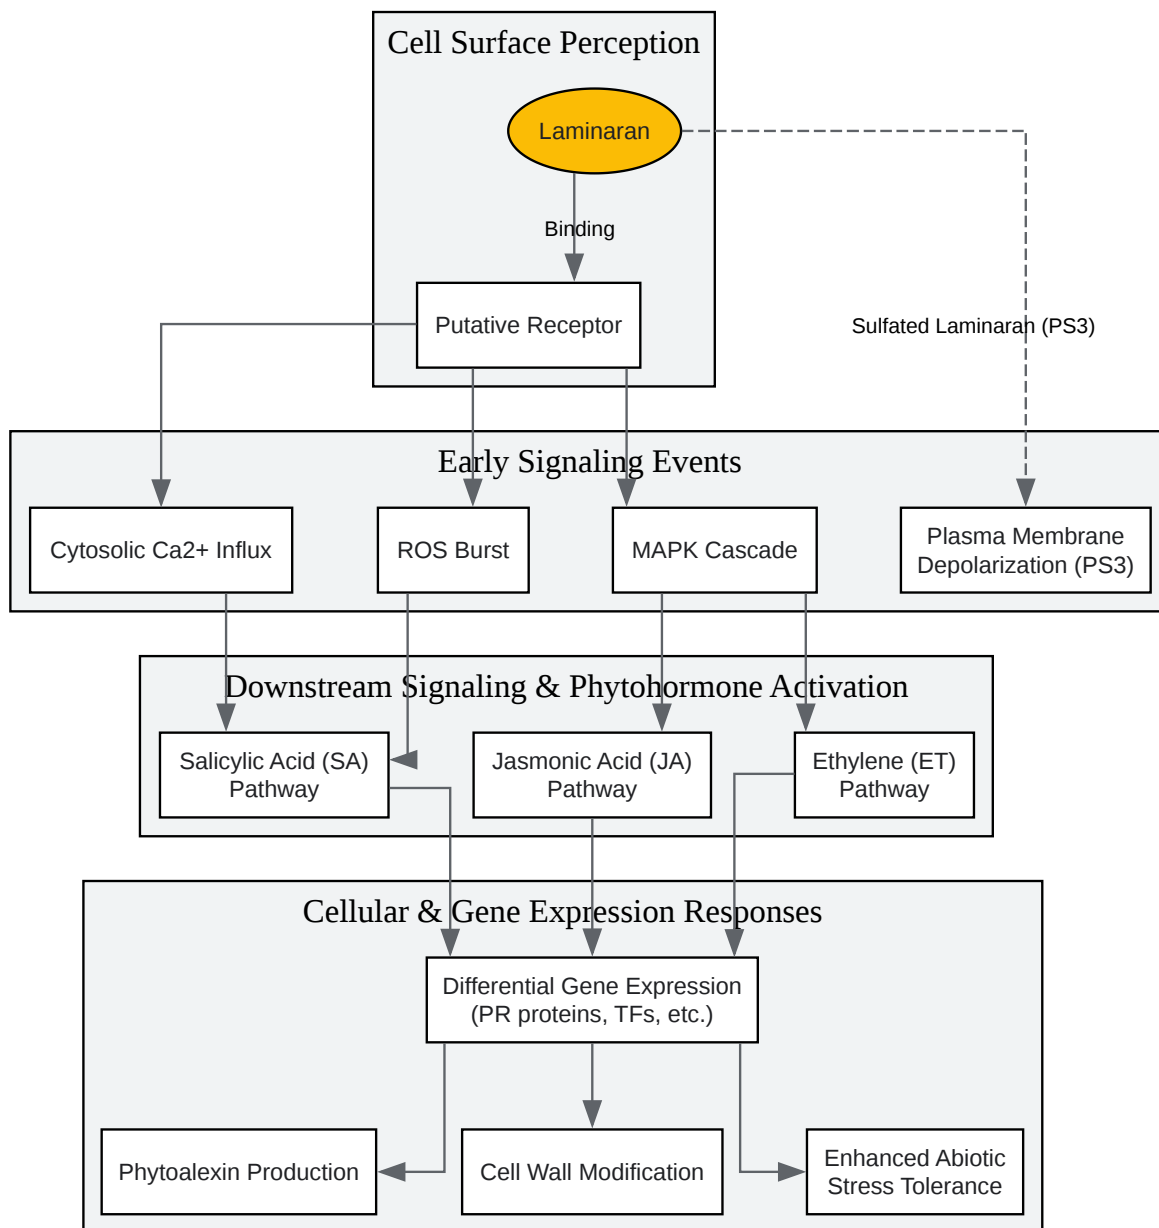 Cell Surface Perception
Laminaran
Binding
Putative Receptor
Sulfated Laminaran (PS3)
Early Signaling Events
Cytosolic Ca2+ Influx
ROS Burst
MAPK Cascade
Plasma Membrane
Depolarization (PS3)
Downstream Signaling & Phytohormone Activation
Salicylic Acid (SA)
Pathway
Jasmonic Acid (JA)
Pathway
Ethylene (ET)
Pathway
Cellular & Gene Expression Responses
Differential Gene Expression
(PR proteins, TFs, etc.)
Phytoalexin Production
Cell Wall Modification
Enhanced Abiotic
Stress Tolerance